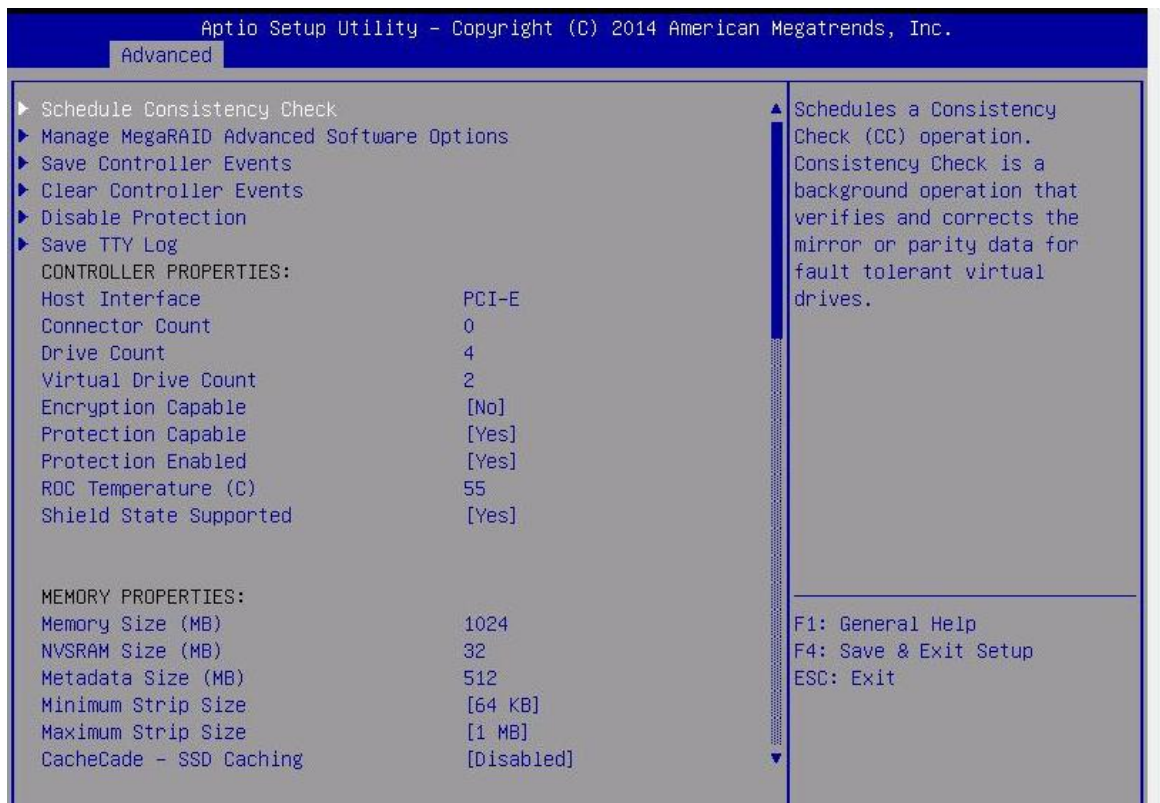 Aptio Setup Utility – Copyright (C) 2014 American Megatrends, Inc.
Advanced
Schedule Consistency Check
Manage MegaRAID Advanced Software Options
Save Controller Events
Clear Controller Events
Disable Protection
Save TTY Log
CONTROLLER PROPERTIES:
Host Interface PCI-E
Connector Count 0
Drive Count 4
Virtual Drive Count 2
Encryption Capable [No]
Protection Capable [Yes]
Protection Enabled [Yes]
ROC Temperature (C) 55
Shield State Supported [Yes]
MEMORY PROPERTIES:
Memory Size (MB) 1024
NVSRAM Size (MB) 32
Metadata Size (MB) 512
Minimum Strip Size [64 KB]
Maximum Strip Size [1 MB]
CacheCade – SSD Caching [Disabled]
Schedules a Consistency
Check (CC) operation.
Consistency Check is a
background operation that
verifies and corrects the
mirror or parity data for
fault tolerant virtual
drives.
F1: General Help
F4: Save & Exit Setup
ESC: Exit